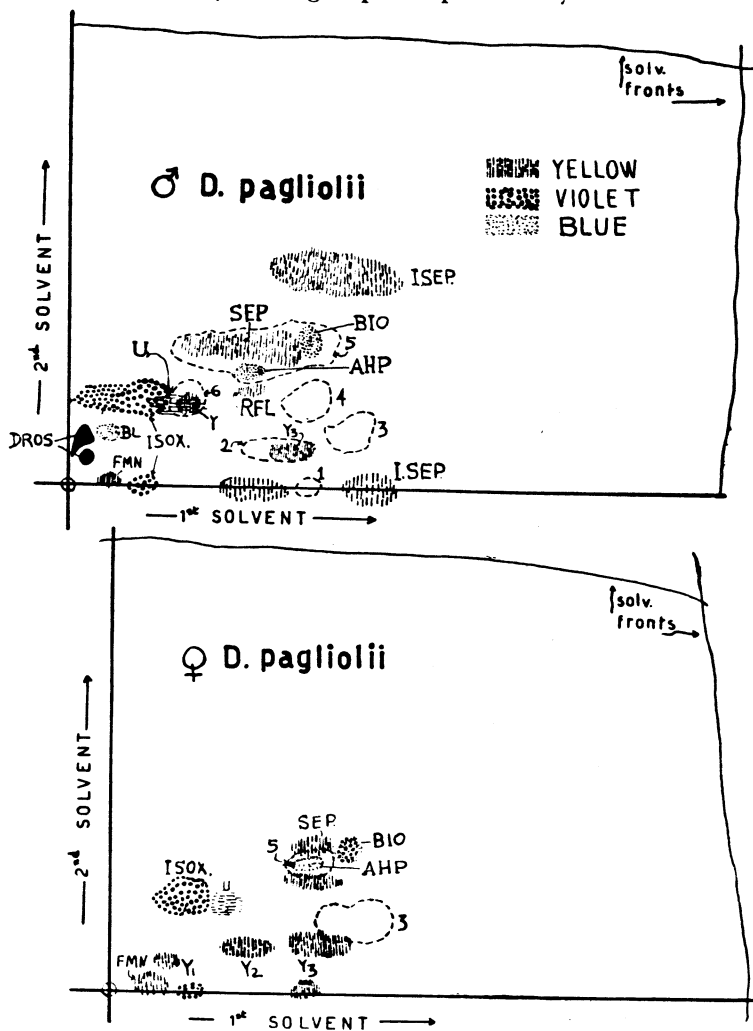 solv.
fronts
♂ D. pagliolii
YELLOW
VIOLET
BLUE
2nd SOLVENT
I.SEP.
SEP
BIO
5
U
AHP
6
Y
RFL
4
DROS
BL
ISOX.
3
2
Y3
FMN
1
I.SEP
1st SOLVENT
solv.
fronts
♀ D. pagliolii
2nd SOLVENT
SEP.
5
BIO
AHP
ISOX.
U
3
FMN
Y1
Y2
Y3
1st SOLVENT